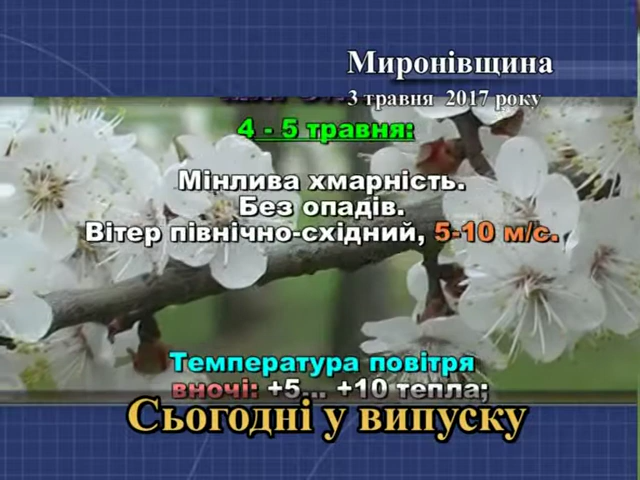 Миронівщина
3 травня 2017 року
4 - 5 травня:
Мінлива хмарність.
Без опадів.
Вітер північно-східний, 5-10 м/с.
Температура повітря
вночі: +5... +10 тепла;
Сьогодні у випуску